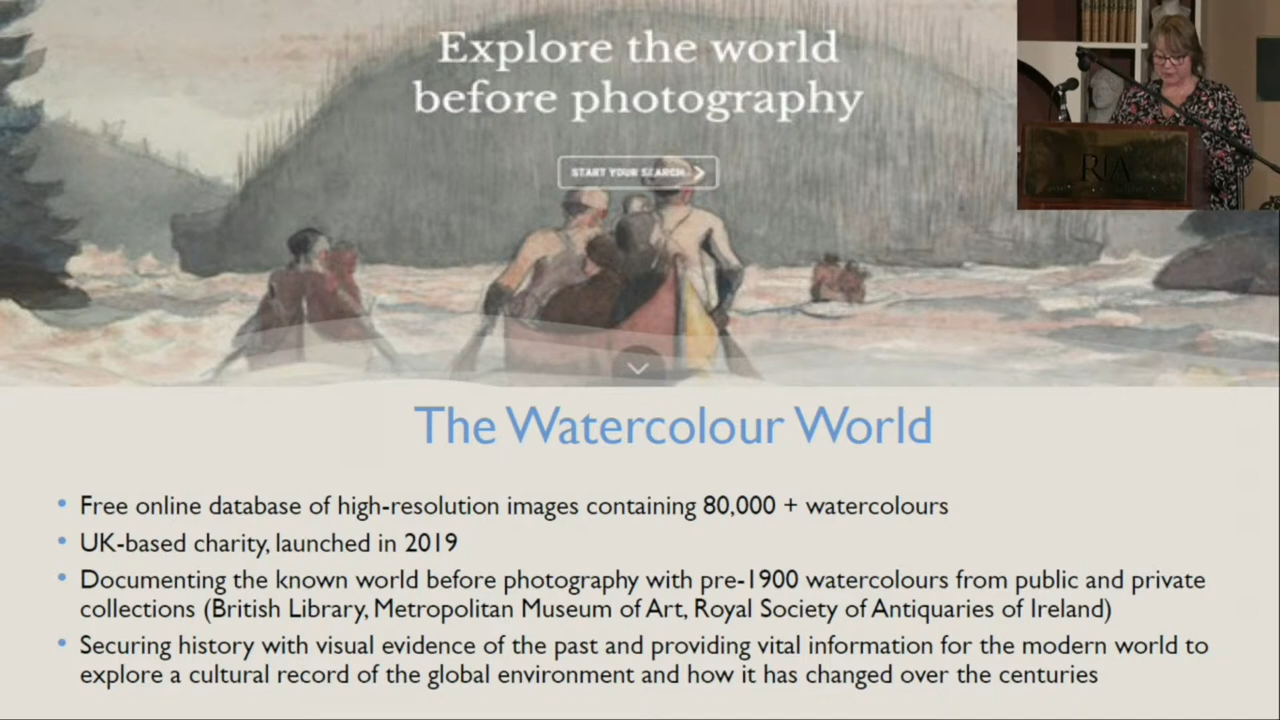 Explore the world
before photography
START YOUR SEARCH
RIA
The Watercolour World
• Free online database of high-resolution images containing 80,000 + watercolours
• UK-based charity, launched in 2019
• Documenting the known world before photography with pre-1900 watercolours from public and private
collections (British Library, Metropolitan Museum of Art, Royal Society of Antiquaries of Ireland)
• Securing history with visual evidence of the past and providing vital information for the modern world to
explore a cultural record of the global environment and how it has changed over the centuries